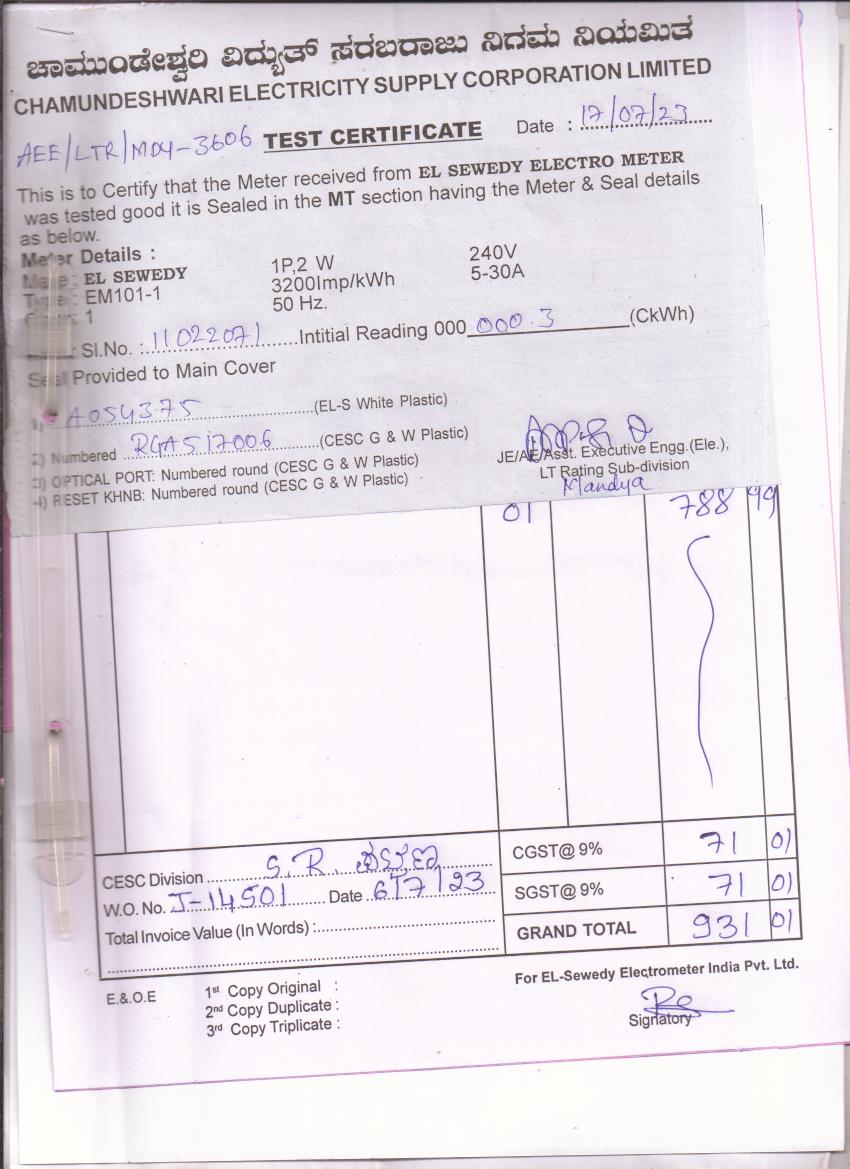 ಚಾಮುಂಡೇಶ್ವರಿ ವಿದ್ಯುತ್ ಸರಬರಾಜು ನಿಗಮ ನಿಯಮಿತ
CHAMUNDESHWARI ELECTRICITY SUPPLY CORPORATION LIMITED
AEE/LTR/MDY-3606 TEST CERTIFICATE Date : 17/07/23
This is to Certify that the Meter received from EL SEWEDY ELECTRO METER
was tested good it is Sealed in the MT section having the Meter & Seal details
as below.
Meter Details :
Make : EL SEWEDY 1P,2 W 240V
Type : EM101-1 3200Imp/kWh 5-30A
Class: 1 50 Hz.
Sl.No. : 11022071 Intitial Reading 000 000.3 (CkWh)
Seal Provided to Main Cover
1) A054375 (EL-S White Plastic)
2) Numbered RGA517006 (CESC G & W Plastic)
3) OPTICAL PORT: Numbered round (CESC G & W Plastic)
4) RESET KHNB: Numbered round (CESC G & W Plastic)
JE/AE/Asst. Executive Engg.(Ele.),
LT Rating Sub-division
Mandya
01 788 99
CGST@ 9% 71 01
SGST@ 9% 71 01
GRAND TOTAL 931 01
CESC Division S.R.
W.O. No. J-14501 Date 6/7/23
Total Invoice Value (In Words) :
For EL-Sewedy Electrometer India Pvt. Ltd.
E.& O.E 1st Copy Original :
2nd Copy Duplicate :
3rd Copy Triplicate :
Signatory